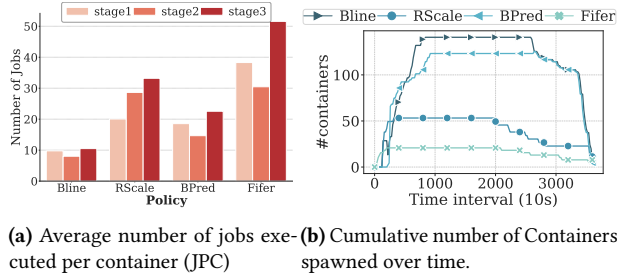 stage1 stage2 stage3
50
40
30
20
10
0
Number of Jobs
Bline RScale BPred Fifer
Policy
Bline RScale BPred Fifer
100
50
0
#containers
0 1000 2000 3000
Time interval (10s)
(a) Average number of jobs exe-
cuted per container (JPC)
(b) Cumulative number of Containers
spawned over time.